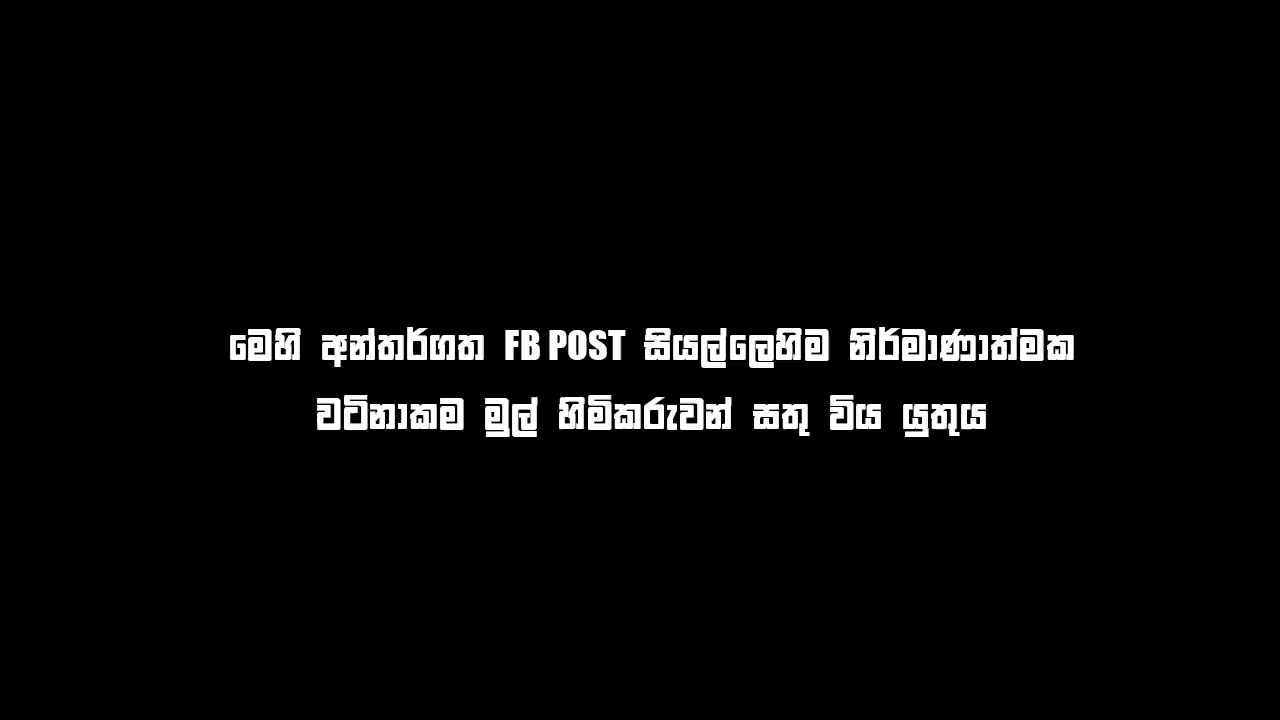 මෙහි අන්තර්ගත FB POST සියල්ලෙහිම නිර්මාණාත්මක
වටිනාකම මුල් හිමිකරුවන් සතු විය යුතුය